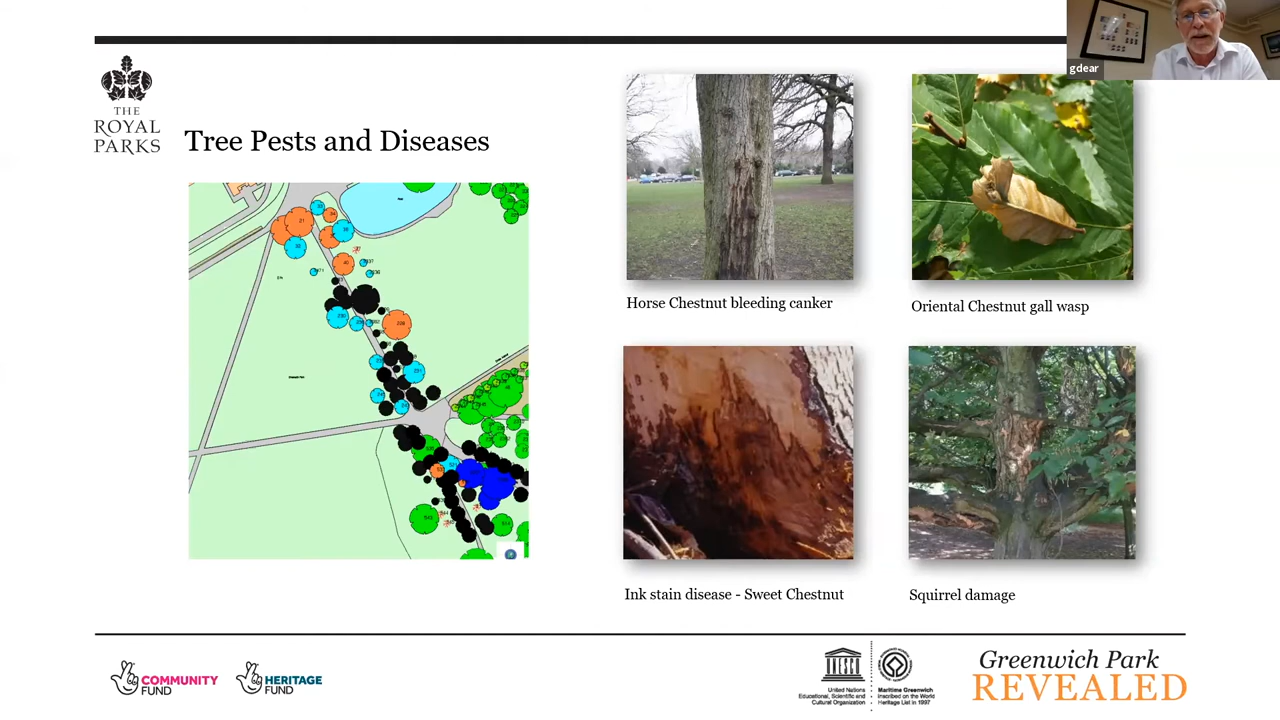 gdear
THE
ROYAL
PARKS
Tree Pests and Diseases
Horse Chestnut bleeding canker
Oriental Chestnut gall wasp
Ink stain disease - Sweet Chestnut
Squirrel damage
COMMUNITY
FUND
HERITAGE
FUND
UNESCO
United Nations
Educational, Scientific and
Cultural Organization
Maritime Greenwich
inscribed on the World
Heritage List in 1997
Greenwich Park
REVEALED